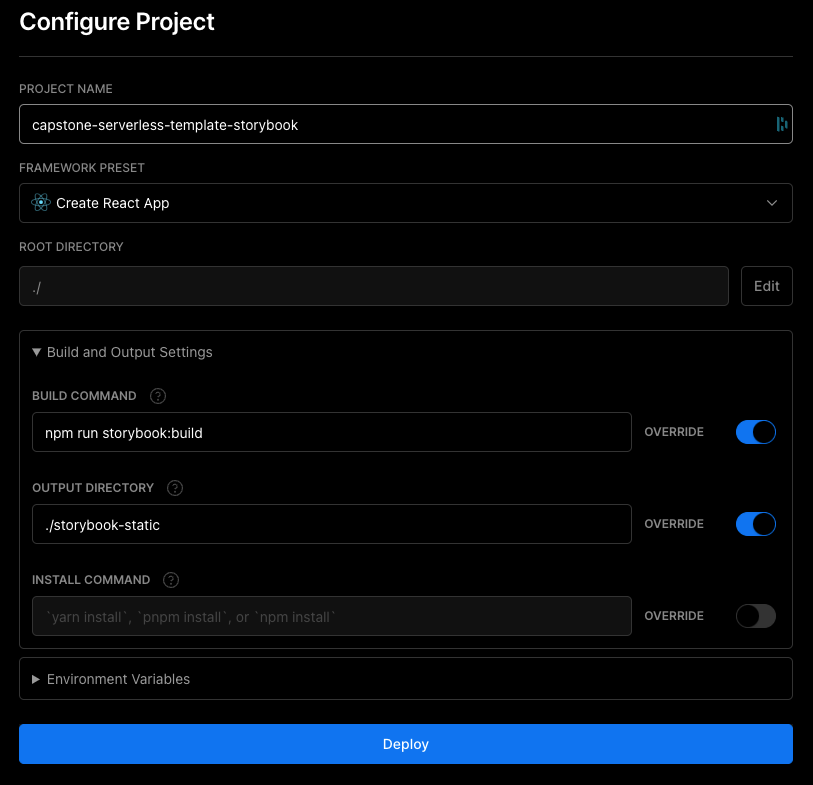 Configure Project
PROJECT NAME
capstone-serverless-template-storybook
FRAMEWORK PRESET
Create React App
ROOT DIRECTORY
./
Edit
Build and Output Settings
BUILD COMMAND ?
npm run storybook:build
OVERRIDE
OUTPUT DIRECTORY ?
./storybook-static
OVERRIDE
INSTALL COMMAND ?
`yarn install`, `pnpm install`, or `npm install`
OVERRIDE
Environment Variables
Deploy